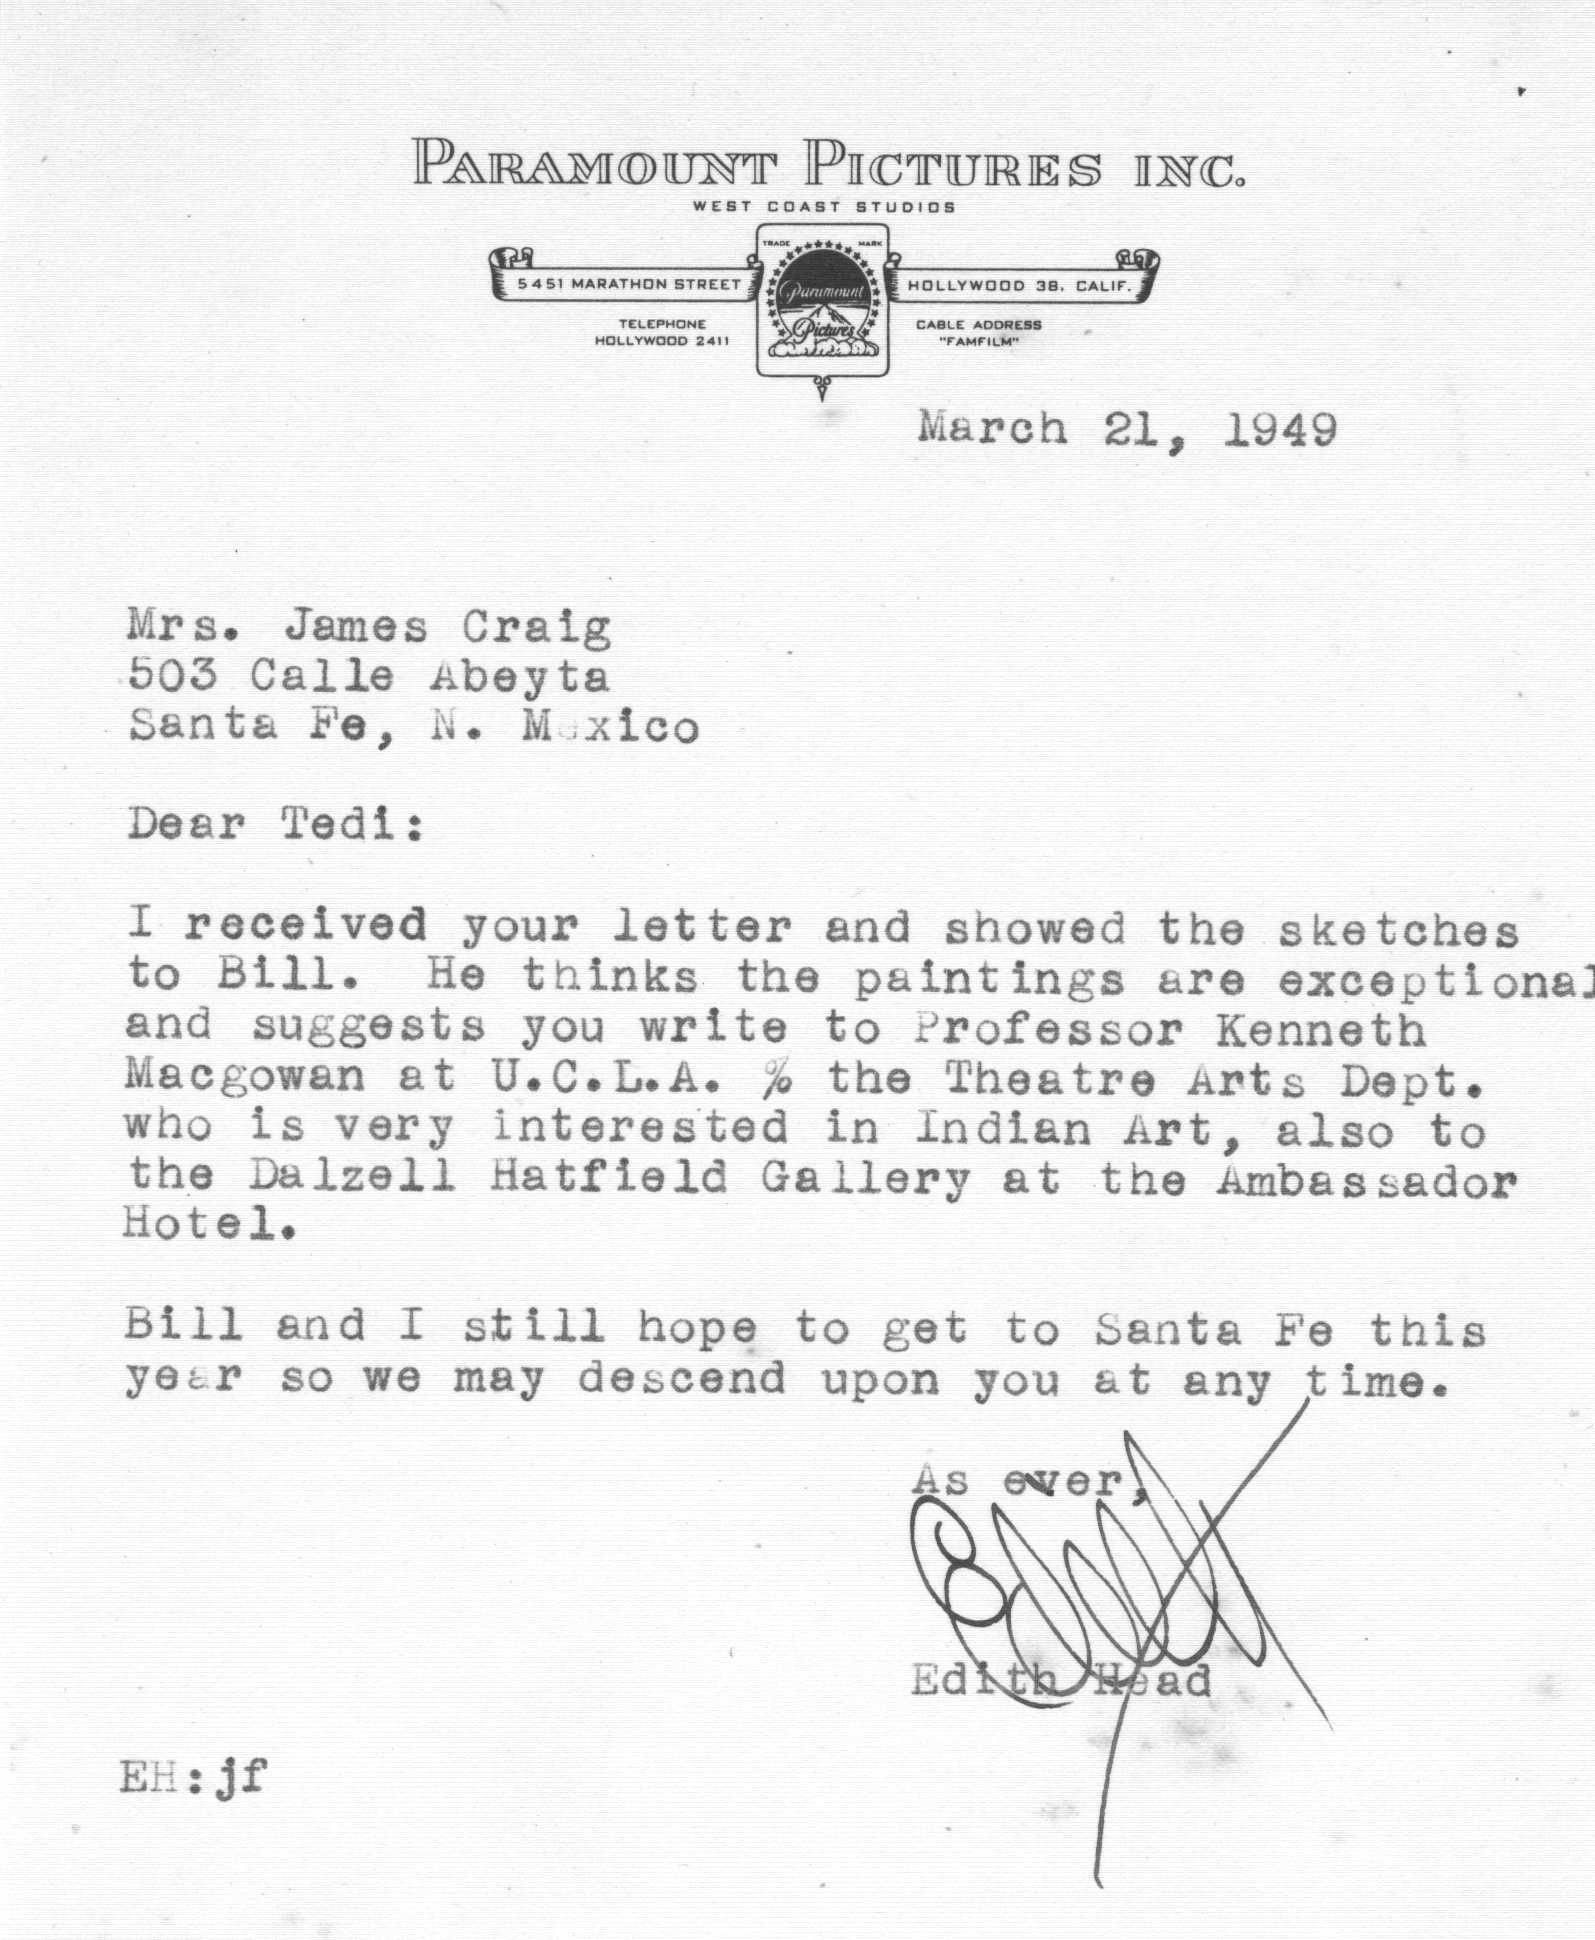 PARAMOUNT PICTURES INC.
WEST COAST STUDIOS
TRADE MARK
5451 MARATHON STREET
Paramount
Pictures
HOLLYWOOD 38, CALIF.
TELEPHONE
HOLLYWOOD 2411
CABLE ADDRESS
"FAMFILM"
March 21, 1949
Mrs. James Craig
503 Calle Abeyta
Santa Fe, N. Mexico
Dear Tedi:
I received your letter and showed the sketches
to Bill. He thinks the paintings are exceptional
and suggests you write to Professor Kenneth
Macgowan at U.C.L.A. % the Theatre Arts Dept.
who is very interested in Indian Art, also to
the Dalzell Hatfield Gallery at the Ambassador
Hotel.
Bill and I still hope to get to Santa Fe this
year so we may descend upon you at any time.
As ever,
Edith
Edith Head
EH:jf